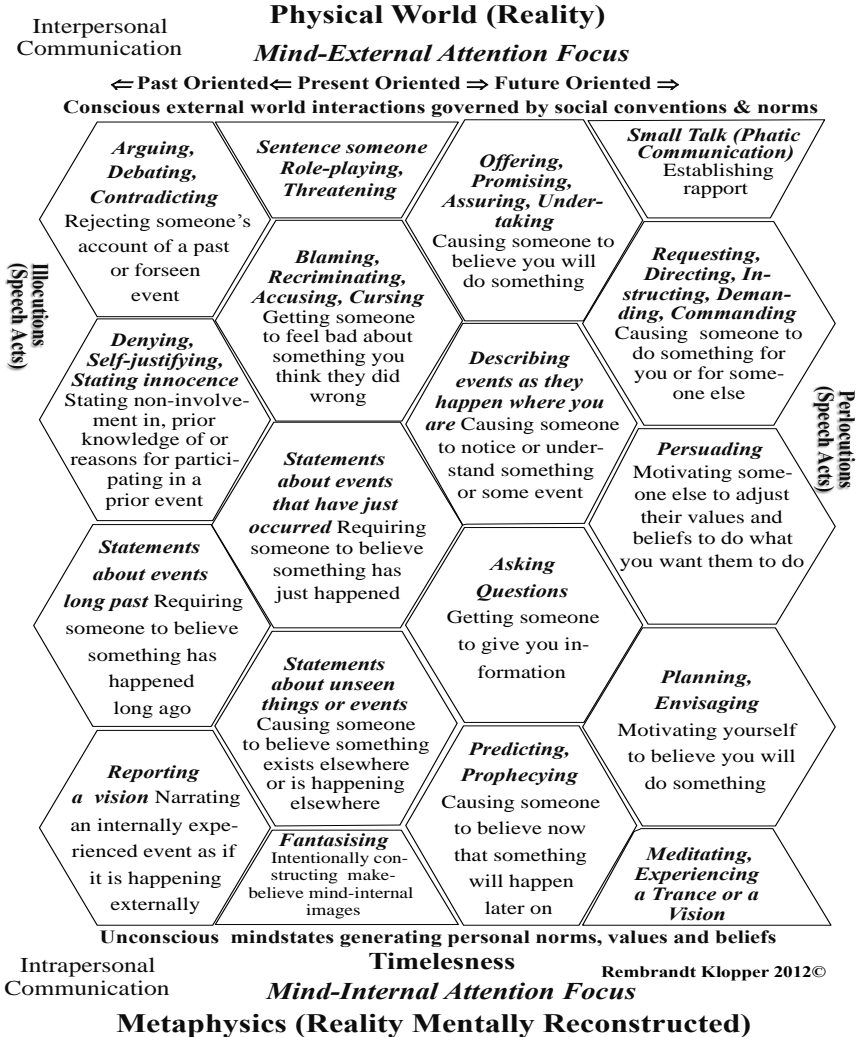 Physical World (Reality)
Interpersonal
Communication
Mind-External Attention Focus
⇐ Past Oriented⇐ Present Oriented ⇒ Future Oriented ⇒
Conscious external world interactions governed by social conventions & norms
Arguing,
Debating,
Contradicting
Rejecting someone's
account of a past
or forseen
event
Sentence someone
Role-playing,
Threatening
Offering,
Promising,
Assuring, Under-
taking
Causing someone to
believe you will
do something
Small Talk (Phatic
Communication)
Establishing
rapport
Illocutions
(Speech Acts)
Blaming,
Recriminating,
Accusing, Cursing
Getting someone
to feel bad about
something you
think they did
wrong
Requesting,
Directing, In-
structing, Deman-
ding, Commanding
Causing someone to
do something for
you or for some-
one else
Denying,
Self-justifying,
Stating innocence
Stating non-involve-
ment in, prior
knowledge of or
reasons for partici-
pating in a
prior event
Describing
events as they
happen where you
are Causing someone
to notice or under-
stand something
or some event
Perlocutions
(Speech Acts)
Statements
about events
that have just
occurred Requiring
someone to believe
something has
just happened
Persuading
Motivating some-
one else to adjust
their values and
beliefs to do what
you want them to do
Statements
about events
long past Requiring
someone to believe
something has
happened
long ago
Asking
Questions
Getting someone
to give you in-
formation
Statements
about unseen
things or events
Causing someone
to believe something
exists elsewhere
or is happening
elsewhere
Planning,
Envisaging
Motivating yourself
to believe you will
do something
Reporting
a vision Narrating
an internally expe-
rienced event as if
it is happening
externally
Predicting,
Prophecying
Causing someone
to believe now
that something
will happen
later on
Fantasising
Intentionally con-
structing make-
believe mind-internal
images
Meditating,
Experiencing
a Trance or a
Vision
Unconscious mindstates generating personal norms, values and beliefs
Intrapersonal
Communication
Timelesness
Rembrandt Klopper 2012©
Mind-Internal Attention Focus
Metaphysics (Reality Mentally Reconstructed)